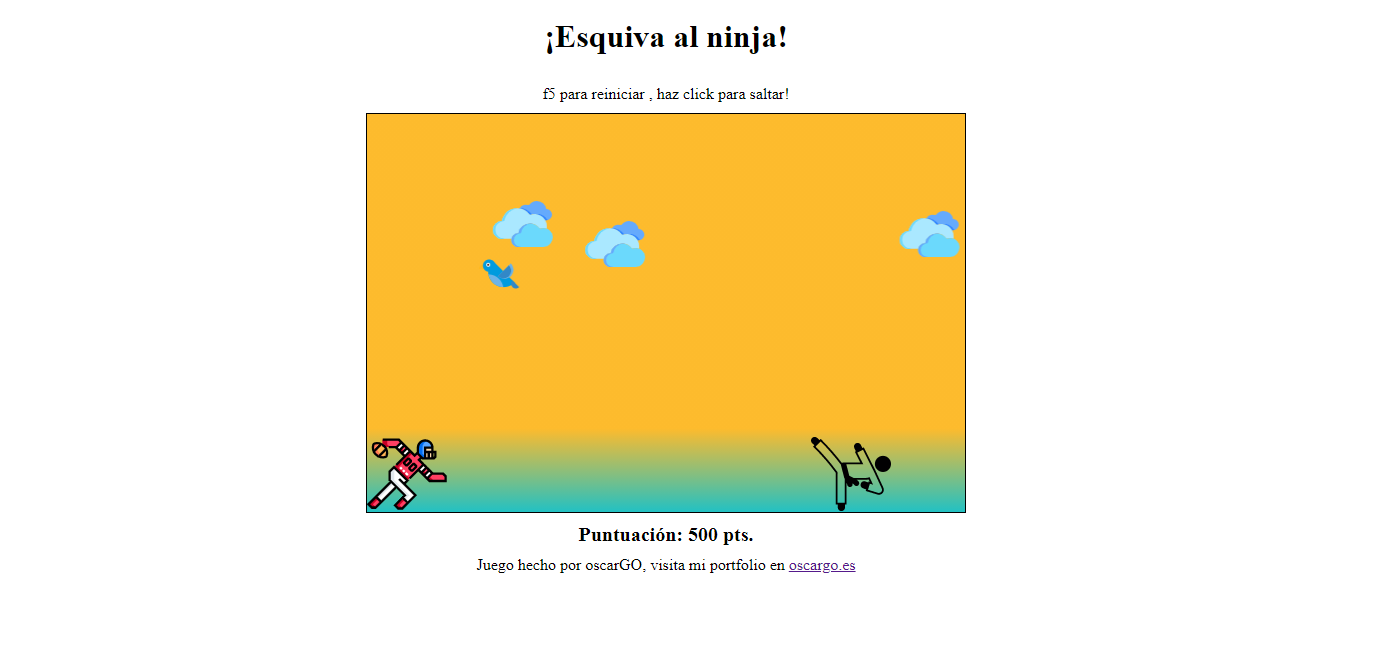 ¡Esquiva al ninja!
f5 para reiniciar , haz click para saltar!
Puntuación: 500 pts.
Juego hecho por oscarGO, visita mi portfolio en oscargo.es